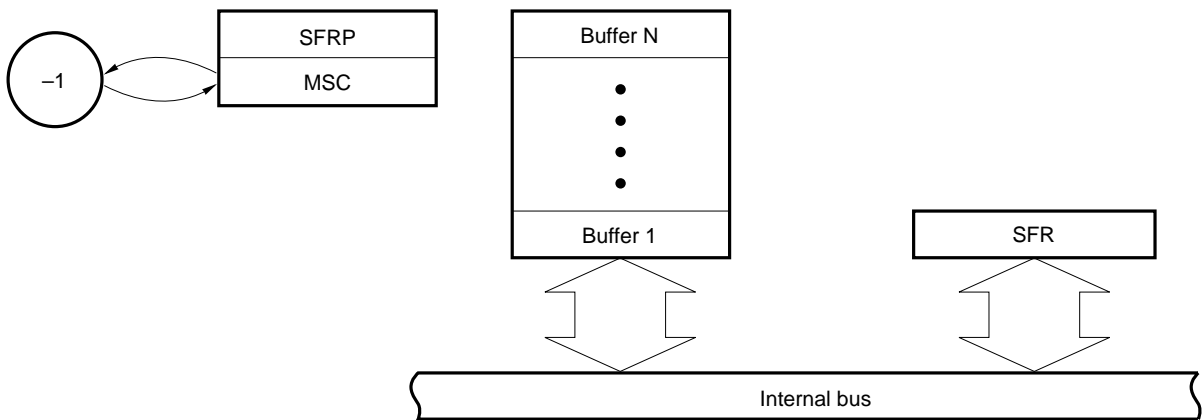 SFRP
Buffer N
–1
MSC
Buffer 1
SFR
Internal bus